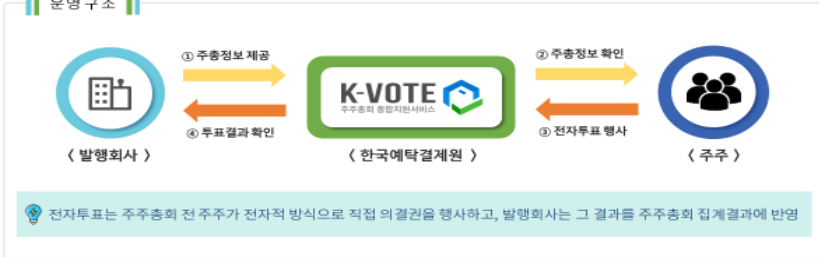 운영구조
① 주총정보 제공
② 주총정보 확인
K-VOTE
주주총회 종합지원서비스
④ 투표결과 확인
③ 전자투표 행사
< 발행회사 >
< 한국예탁결제원 >
< 주주 >
전자투표는 주주총회 전 주주가 전자적 방식으로 직접 의결권을 행사하고, 발행회사는 그 결과를 주주총회 집계결과에 반영